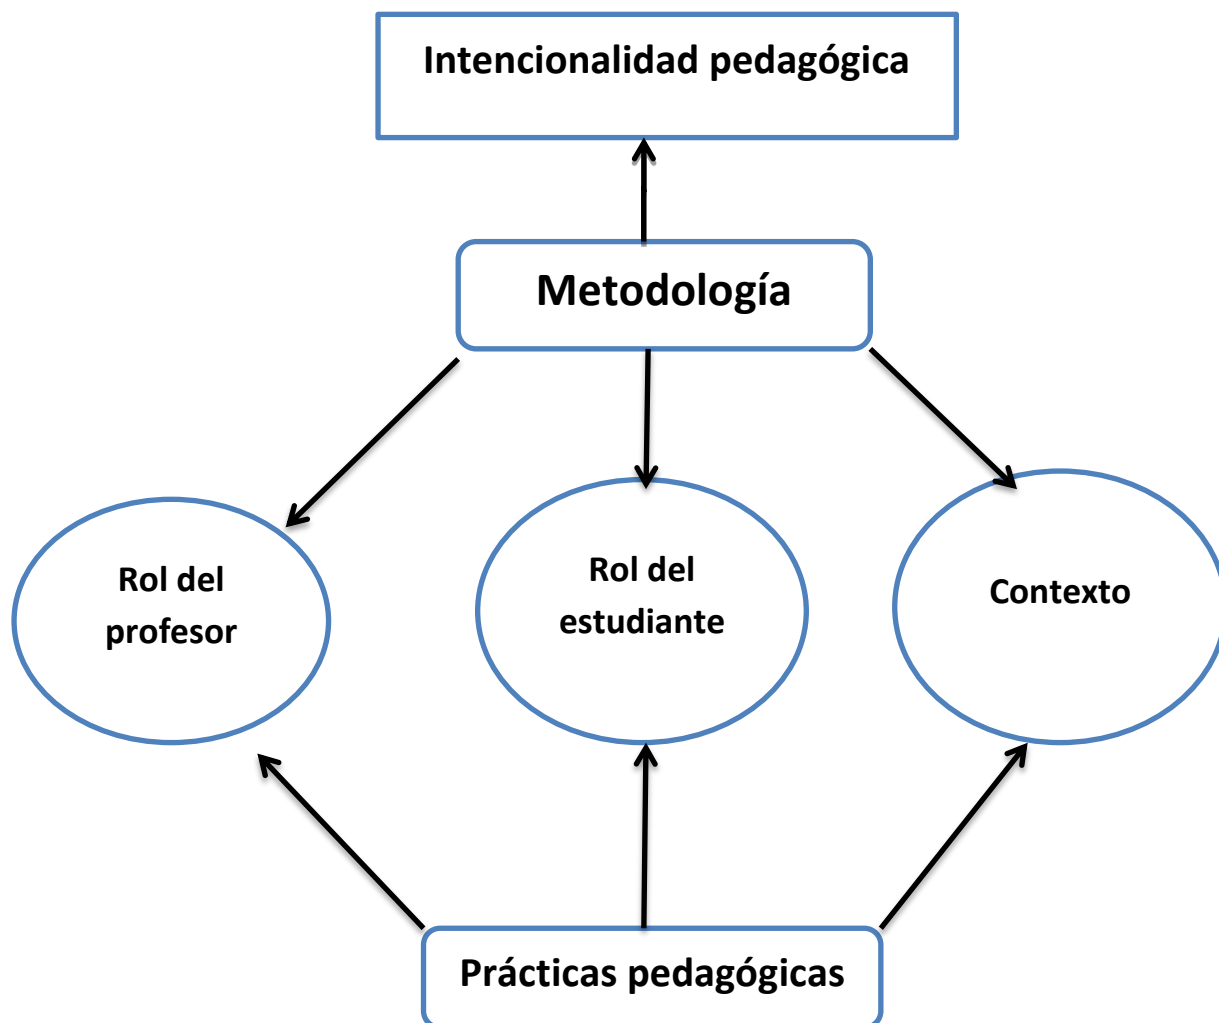 Intencionalidad pedagógica
Metodología
Rol del
profesor
Rol del
estudiante
Contexto
Prácticas pedagógicas